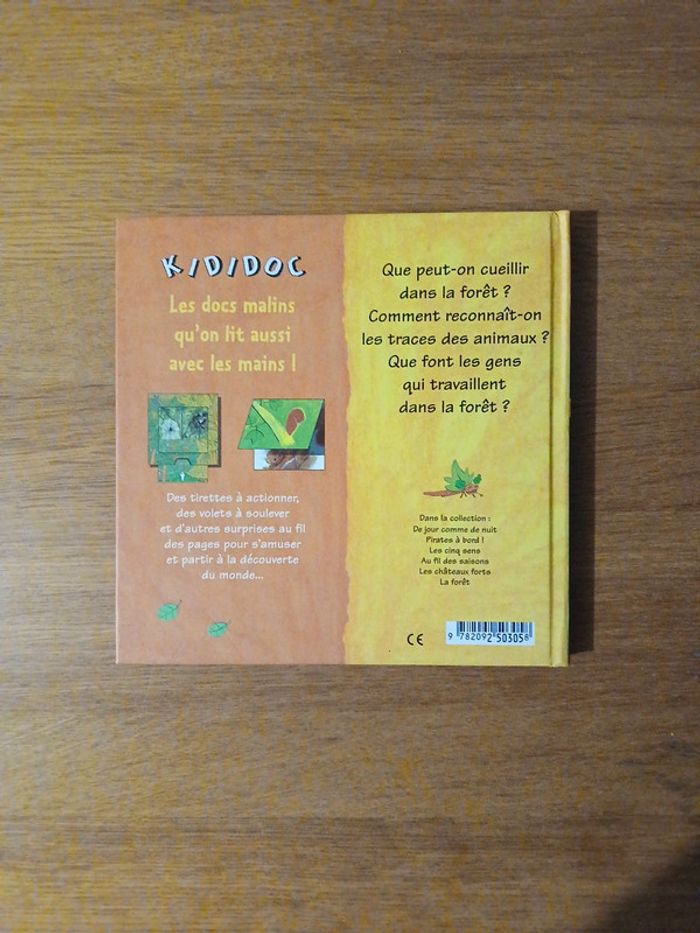 KIDIDOC
Les docs malins
qu'on lit aussi
avec les mains !
Des tirettes à actionner,
des volets à soulever
et d'autres surprises au fil
des pages pour s'amuser
et partir à la découverte
du monde...
Que peut-on cueillir
dans la forêt ?
Comment reconnaît-on
les traces des animaux ?
Que font les gens
qui travaillent
dans la forêt ?
Dans la collection :
De jour comme de nuit
Pirates à bord !
Les cinq sens
Au fil des saisons
Les châteaux forts
La forêt
CE
9 782092 503058